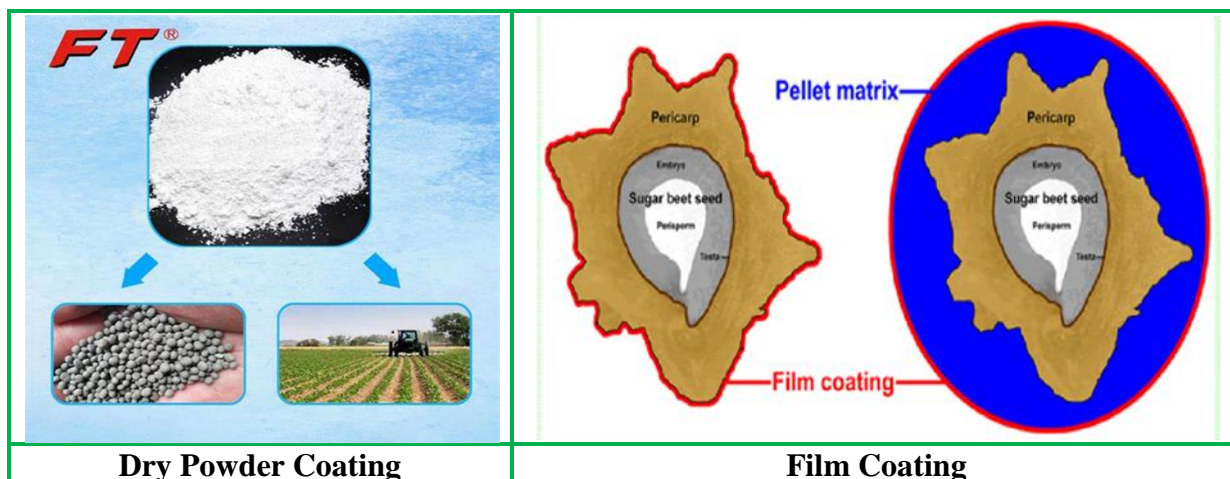 FT®
Pellet matrix
Pericarp
Embryo
Sugar beet seed
Perisperm
Testa
Pericarp
Embryo
Sugar beet seed
Perisperm
Testa
Film coating
Dry Powder Coating
Film Coating